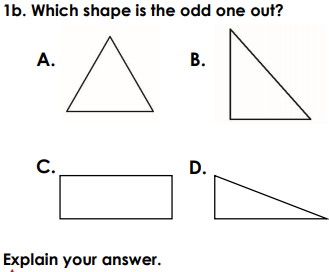 1b. Which shape is the odd one out?
A. B.
C. D.
Explain your answer.